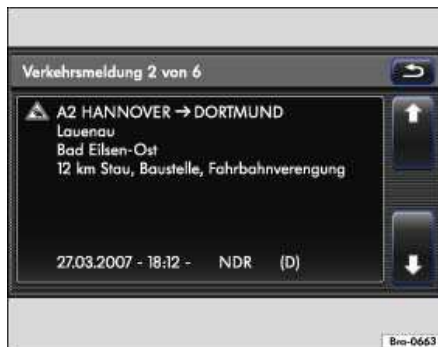 Verkehrsmeldung 2 von 6
A2 HANNOVER → DORTMUND
Lauenau
Bad Eilsen-Ost
12 km Stau, Baustelle, Fahrbahnverengung
27.03.2007 - 18:12 - NDR (D)
Bra-0663